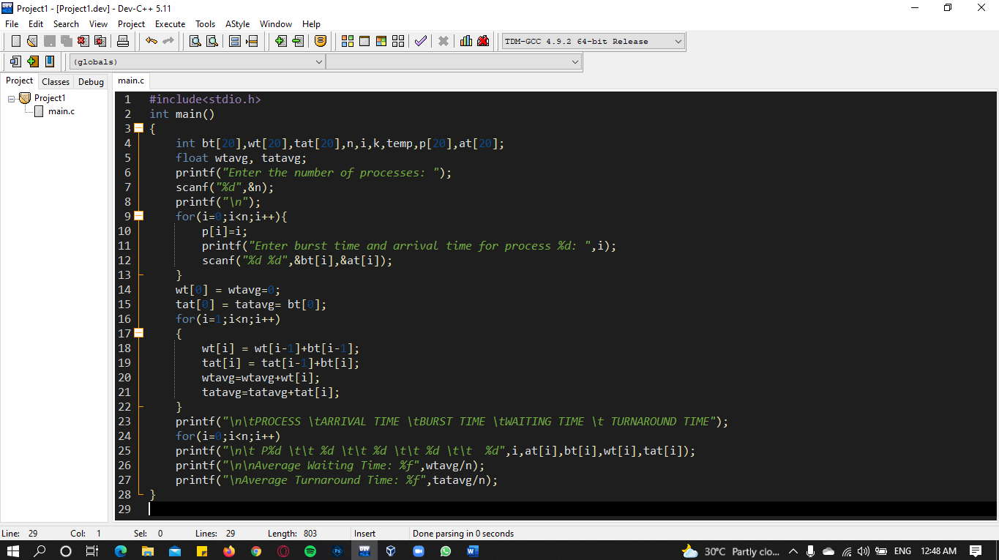 Project1 - [Project1.dev] - Dev-C++ 5.11
File Edit Search View Project Execute Tools AStyle Window Help
TDM-GCC 4.9.2 64-bit Release
(globals)
Project Classes Debug
main.c
Project1
main.c
1 #include<stdio.h>
2 int main()
3 {
4 int bt[20],wt[20],tat[20],n,i,k,temp,p[20],at[20];
5 float wtavg, tatavg;
6 printf("Enter the number of processes: ");
7 scanf("%d",&n);
8 printf("\n");
9 for(i=0;i<n;i++){
10 p[i]=i;
11 printf("Enter burst time and arrival time for process %d: ",i);
12 scanf("%d %d",&bt[i],&at[i]);
13 }
14 wt[0] = wtavg=0;
15 tat[0] = tatavg= bt[0];
16 for(i=1;i<n;i++)
17 {
18 wt[i] = wt[i-1]+bt[i-1];
19 tat[i] = tat[i-1]+bt[i];
20 wtavg=wtavg+wt[i];
21 tatavg=tatavg+tat[i];
22 }
23 printf("\n\tPROCESS \tARRIVAL TIME \tBURST TIME \tWAITING TIME \t TURNAROUND TIME");
24 for(i=0;i<n;i++)
25 printf("\n\t P%d \t\t %d \t\t %d \t\t %d \t\t  %d",i,at[i],bt[i],wt[i],tat[i]);
26 printf("\n\nAverage Waiting Time: %f",wtavg/n);
27 printf("\nAverage Turnaround Time: %f",tatavg/n);
28 }
29
Line: 29 Col: 1 Sel: 0 Lines: 29 Length: 803 Insert Done parsing in 0 seconds
30°C Partly clo... ENG 12:48 AM